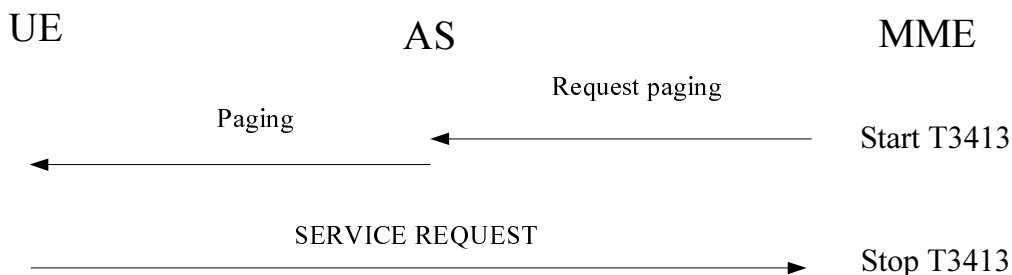 UE
AS
MME
Request paging
Paging
Start T3413
SERVICE REQUEST
Stop T3413